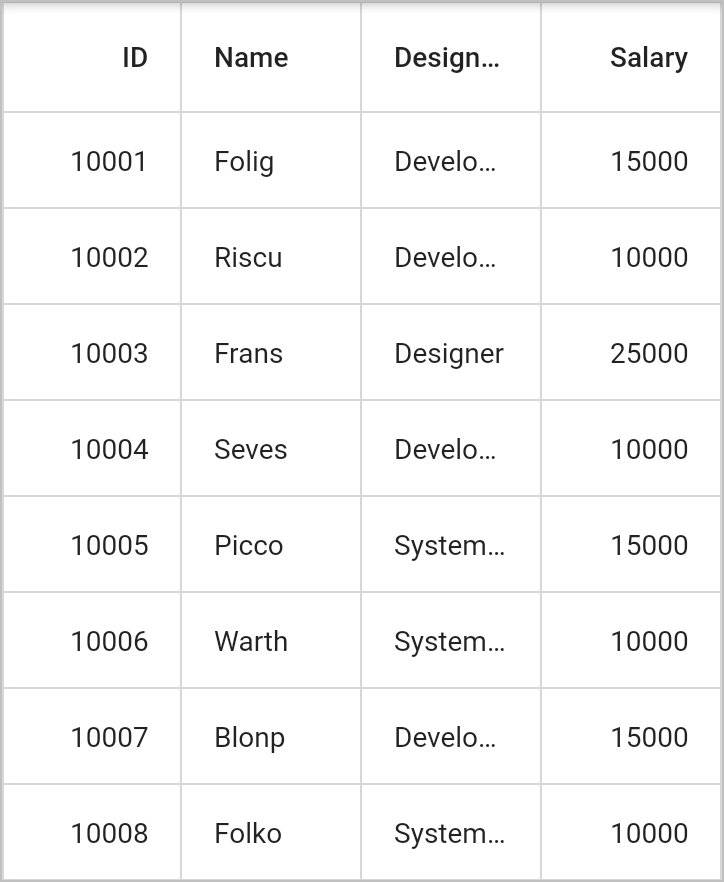 ID Name Design… Salary
10001 Folig Develo… 15000
10002 Riscu Develo… 10000
10003 Frans Designer 25000
10004 Seves Develo… 10000
10005 Picco System… 15000
10006 Warth System… 10000
10007 Blonp Develo… 15000
10008 Folko System… 10000